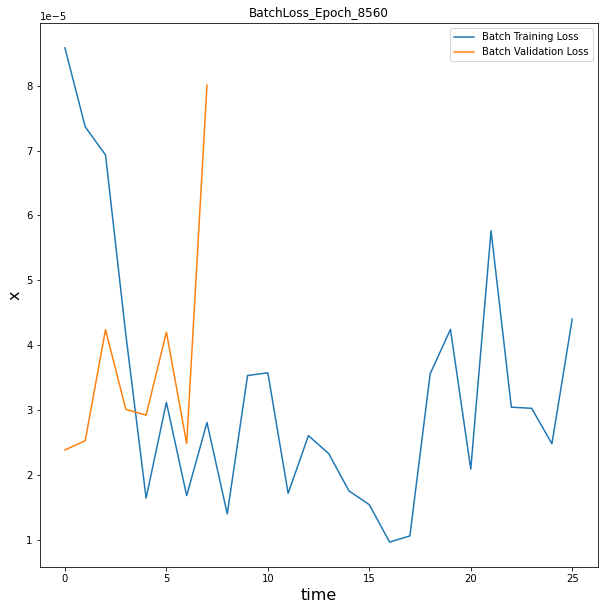 BatchLoss_Epoch_8560
1e−5
Batch Training Loss
Batch Validation Loss
8
7
6
5
4
3
2
1
x
0 5 10 15 20 25
time